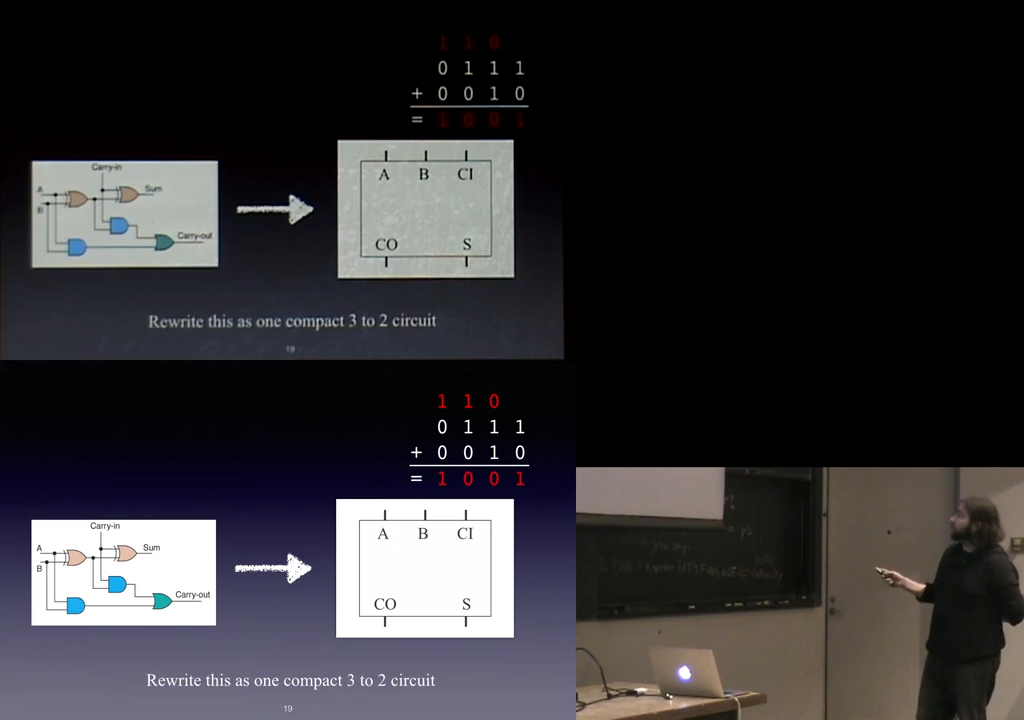 1 1 0
0 1 1 1
+ 0 0 1 0
= 1 0 0 1
Carry-in
A
Sum
B
Carry-out
A B CI
CO S
Rewrite this as one compact 3 to 2 circuit
19
1 1 0
0 1 1 1
+ 0 0 1 0
= 1 0 0 1
Carry-in
A
Sum
B
Carry-out
A B CI
CO S
Rewrite this as one compact 3 to 2 circuit
19